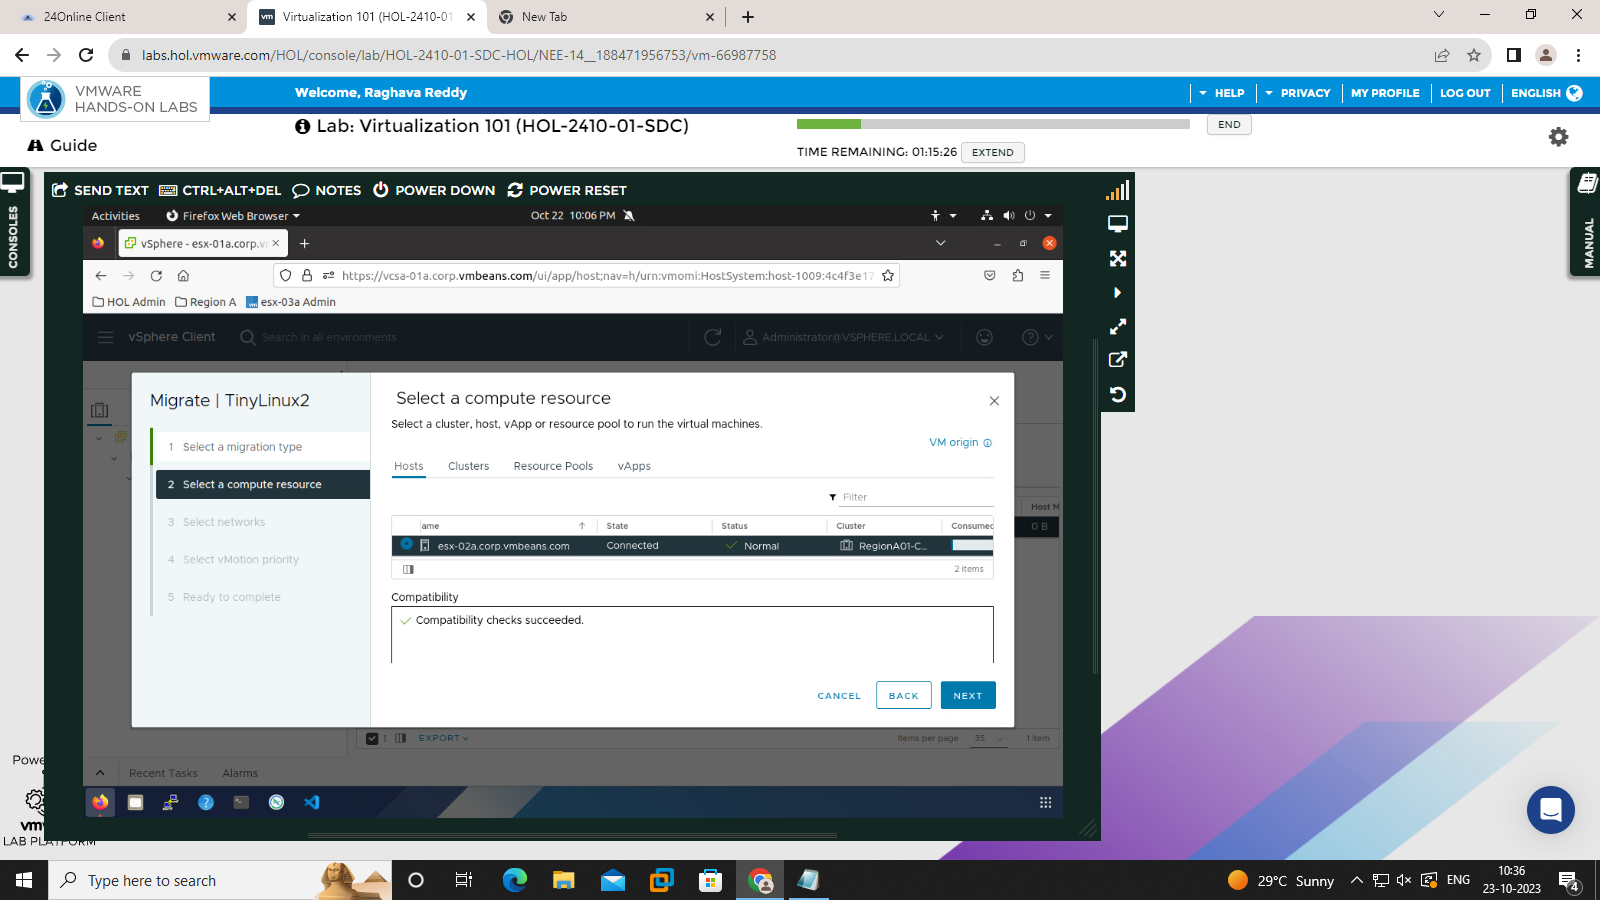 24Online Client
Virtualization 101 (HOL-2410-01
New Tab
labs.hol.vmware.com/HOL/console/lab/HOL-2410-01-SDC-HOL/NEE-14__188471956753/vm-66987758
VMWARE
HANDS-ON LABS
Welcome, Raghava Reddy
HELP
PRIVACY
MY PROFILE
LOG OUT
ENGLISH
Lab: Virtualization 101 (HOL-2410-01-SDC)
END
Guide
TIME REMAINING: 01:15:26
EXTEND
CONSOLES
SEND TEXT
CTRL+ALT+DEL
NOTES
POWER DOWN
POWER RESET
MANUAL
Activities
Firefox Web Browser
Oct 22 10:06 PM
vSphere - esx-01a.corp.v
https://vcsa-01a.corp.vmbeans.com/ui/app/host;nav=h/urn:vmomi:HostSystem:host-1009:4c4f3e17
HOL Admin
Region A
esx-03a Admin
vSphere Client
Search in all environments
Administrator@VSPHERE.LOCAL
Migrate | TinyLinux2
Select a compute resource
Select a cluster, host, vApp or resource pool to run the virtual machines.
VM origin
1 Select a migration type
2 Select a compute resource
3 Select networks
4 Select vMotion priority
5 Ready to complete
Hosts
Clusters
Resource Pools
vApps
Filter
ame
State
Status
Cluster
Consumed
Host M
esx-02a.corp.vmbeans.com
Connected
Normal
RegionA01-C...
0 B
2 items
Compatibility
Compatibility checks succeeded.
CANCEL
BACK
NEXT
1
EXPORT
Items per page
35
1 item
Recent Tasks
Alarms
Powe
vmv
LAB PLATFORM
Type here to search
29°C Sunny
ENG
10:36
23-10-2023
4